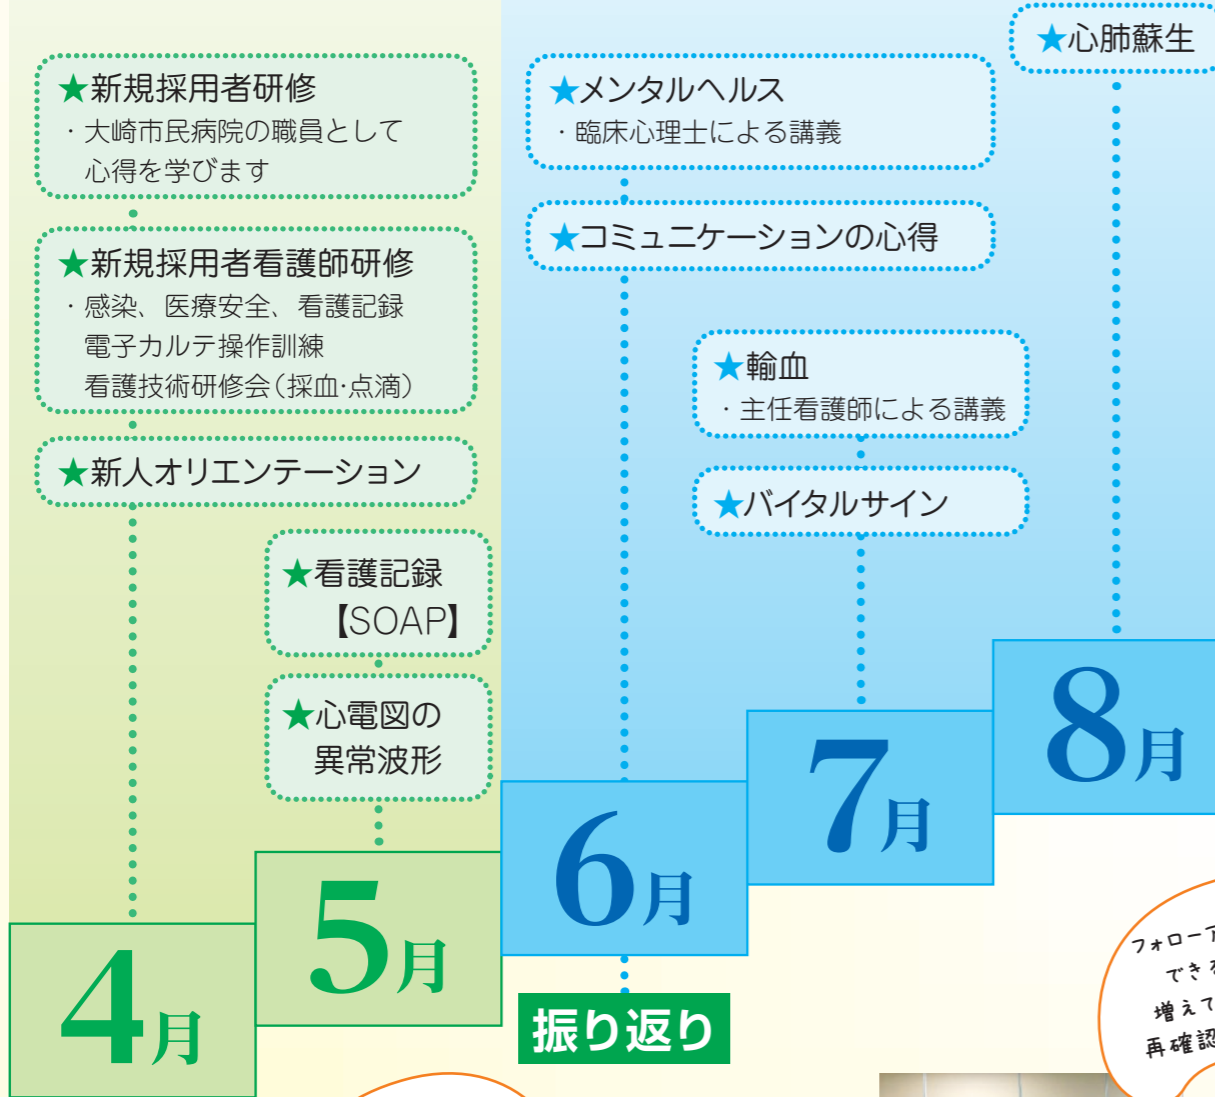 ★新規採用者研修
・大崎市民病院の職員として
心得を学びます
★新規採用者看護師研修
・感染、医療安全、看護記録
電子カルテ操作訓練
看護技術研修会（採血・点滴）
★新人オリエンテーション
★看護記録
【SOAP】
★心電図の
異常波形
★メンタルヘルス
・臨床心理士による講義
★コミュニケーションの心得
★輸血
・主任看護師による講義
★バイタルサイン
★心肺蘇生
4月
5月
6月
7月
8月
振り返り
フォロー
でき
増えて
再確認